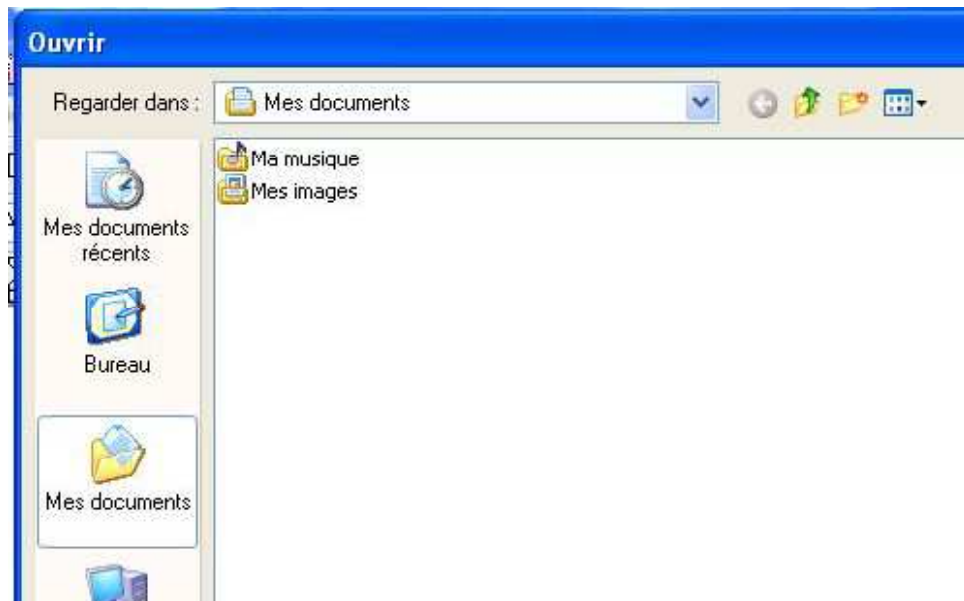 Ouvrir
Regarder dans :
Mes documents
Ma musique
Mes images
Mes documents
récents
Bureau
Mes documents